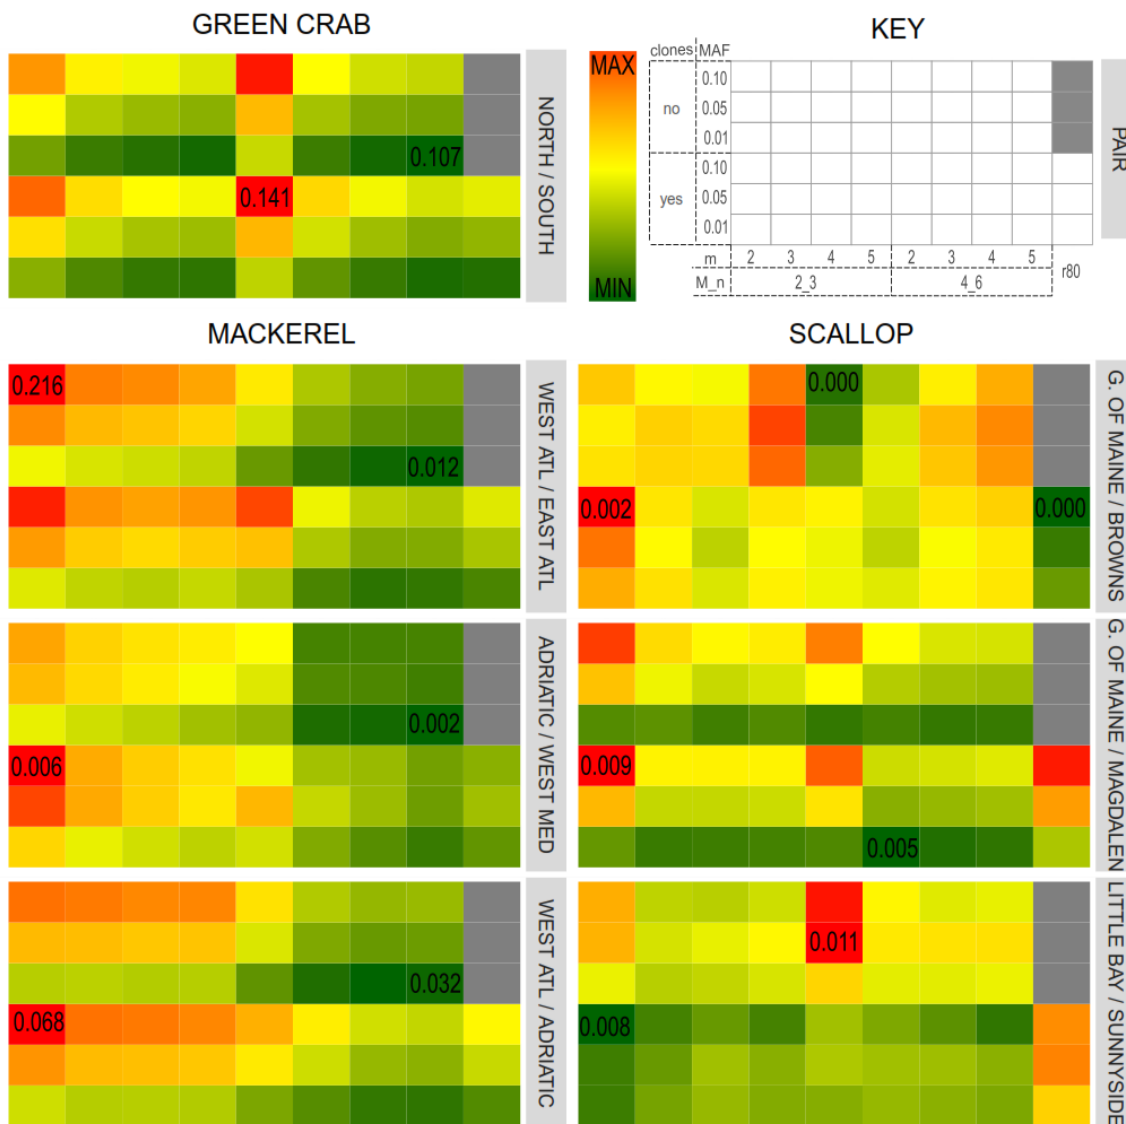 GREEN CRAB
KEY
0.107
0.141
NORTH / SOUTH
MAX
MIN
clones MAF
no
0.10
0.05
0.01
yes
0.10
0.05
0.01
m 2 3 4 5 2 3 4 5
M_n 2_3 4_6
r80
PAIR
MACKEREL
0.216
0.012
WEST ATL / EAST ATL
0.002
0.006
ADRIATIC / WEST MED
0.032
0.068
WEST ATL / ADRIATIC
SCALLOP
0.000
0.002
0.000
G. OF MAINE / BROWNS
0.009
0.005
G. OF MAINE / MAGDALEN
0.011
0.008
LITTLE BAY / SUNNYSIDE